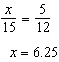 x/15 = 5/12
x = 6.25